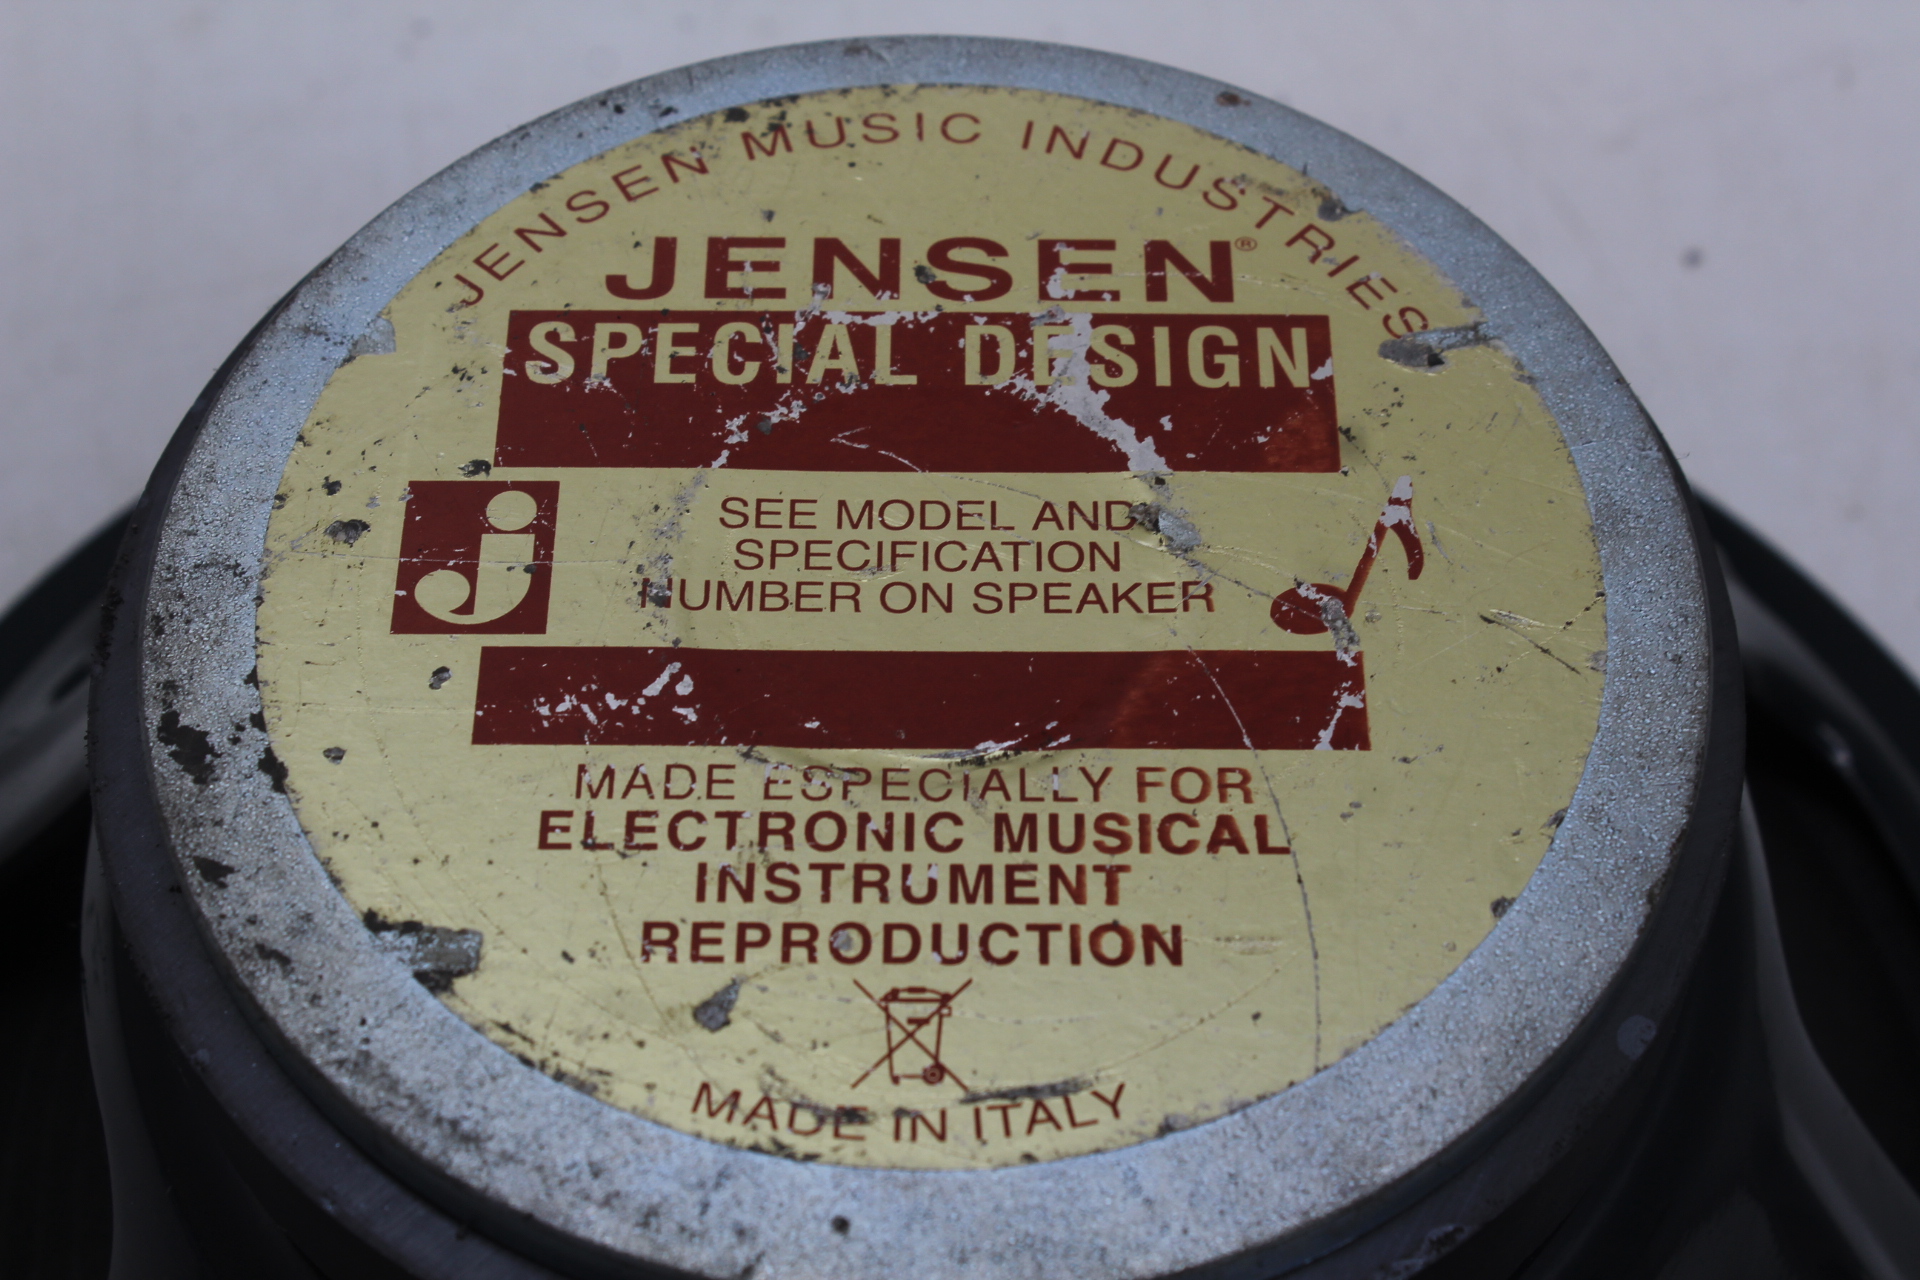 JENSEN MUSIC INDUSTRIES
JENSEN®
SPECIAL DESIGN
j
SEE MODEL AND
SPECIFICATION
NUMBER ON SPEAKER
MADE ESPECIALLY FOR
ELECTRONIC MUSICAL
INSTRUMENT
REPRODUCTION
MADE IN ITALY